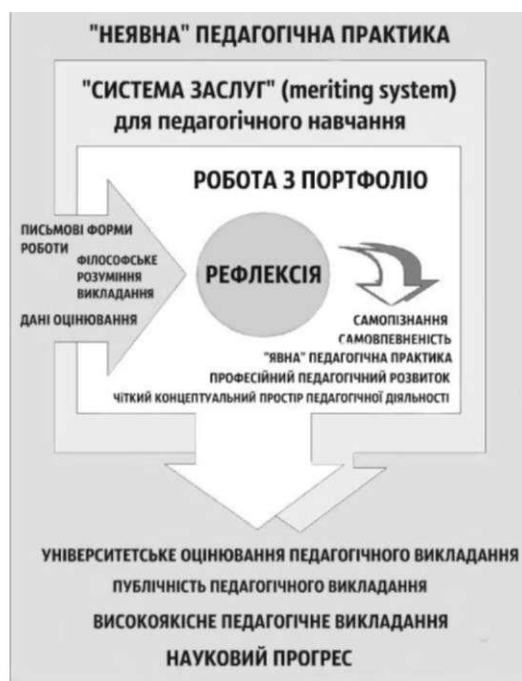 "НЕЯВНА" ПЕДАГОГІЧНА ПРАКТИКА
"СИСТЕМА ЗАСЛУГ" (meriting system)
для педагогічного навчання
РОБОТА З ПОРТФОЛІО
ПИСЬМОВІ ФОРМИ
РОБОТИ
ФІЛОСОФСЬКЕ
РОЗУМІННЯ
ВИКЛАДАННЯ
ДАНІ ОЦІНЮВАННЯ
РЕФЛЕКСІЯ
САМОПІЗНАННЯ
САМОВПЕВНЕНІСТЬ
"ЯВНА" ПЕДАГОГІЧНА ПРАКТИКА
ПРОФЕСІЙНИЙ ПЕДАГОГІЧНИЙ РОЗВИТОК
ЧІТКИЙ КОНЦЕПТУАЛЬНИЙ ПРОСТІР ПЕДАГОГІЧНОЇ ДІЯЛЬНОСТІ
УНІВЕРСИТЕТСЬКЕ ОЦІНЮВАННЯ ПЕДАГОГІЧНОГО ВИКЛАДАННЯ
ПУБЛІЧНІСТЬ ПЕДАГОГІЧНОГО ВИКЛАДАННЯ
ВИСОКОЯКІСНЕ ПЕДАГОГІЧНЕ ВИКЛАДАННЯ
НАУКОВИЙ ПРОГРЕС